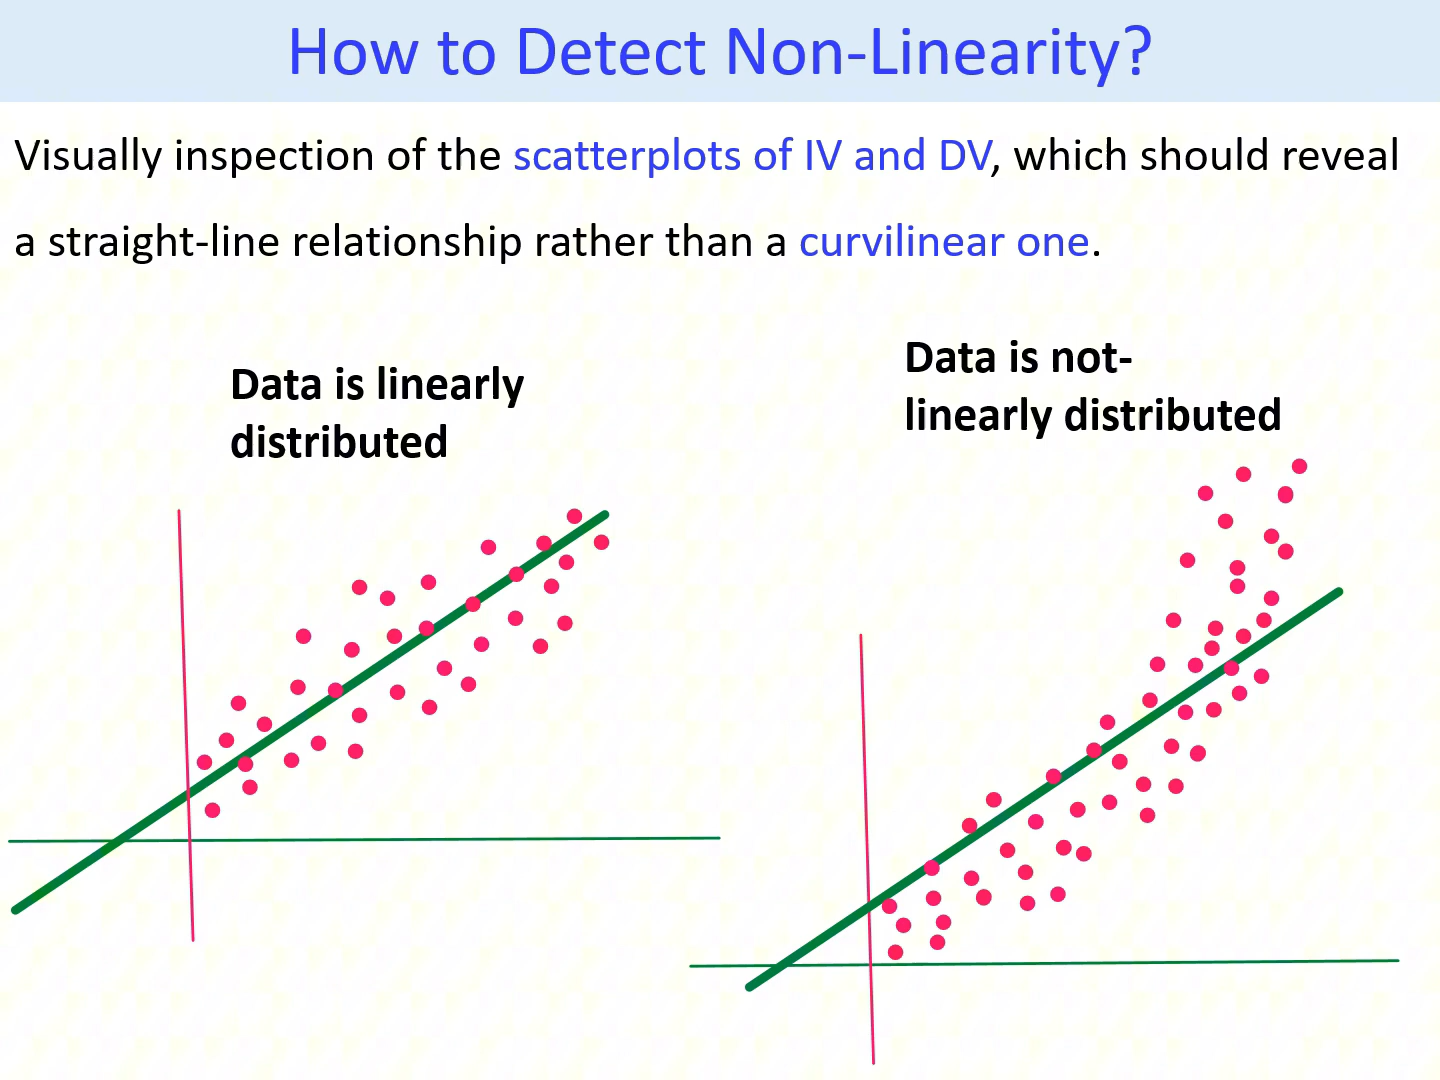 How to Detect Non-Linearity?
Visually inspection of the scatterplots of IV and DV, which should reveal
a straight-line relationship rather than a curvilinear one.
Data is linearly
distributed
Data is not-
linearly distributed